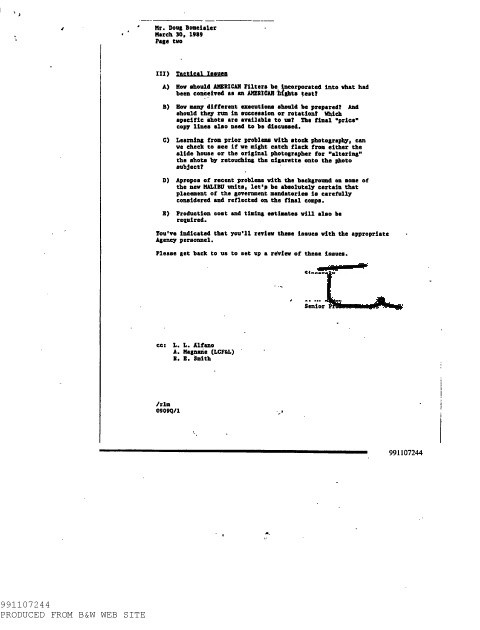 Mr. Doug Bomeisler
March 30, 1989
Page two
III) Tactical Issues
A) How should AMERICAN Filters be incorporated into what had
been conceived as an AMERICAN Lights test?
B) How many different executions should be prepared? And
should they run in succession or rotation? Which
specific shots are available to us? The final "price"
copy lines also need to be discussed.
C) Learning from prior problems with stock photography, can
we check to see if we might catch flack from either the
slide house or the original photographer for "altering"
the shots by retouching the cigarette onto the photo
subject?
D) Apropos of recent problems with the background on some of
the new MALIBU units, let's be absolutely certain that
placement of the government mandatories is carefully
considered and reflected on the final comps.
E) Production cost and timing estimates will also be
required.
You've indicated that you'll review these issues with the appropriate
Agency personnel.
Please get back to us to set up a review of these issues.
Sincerely
Senior
cc: L. L. Alfano
A. Magnane (LCF&L)
R. E. Smith
/rlm
0909Q/1
991107244
991107244
PRODUCED FROM B&W WEB SITE